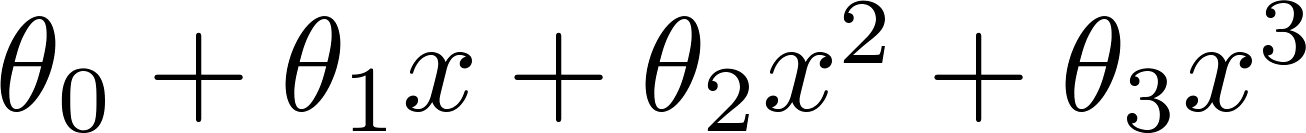 θ₀ + θ₁x + θ₂x² + θ₃x³